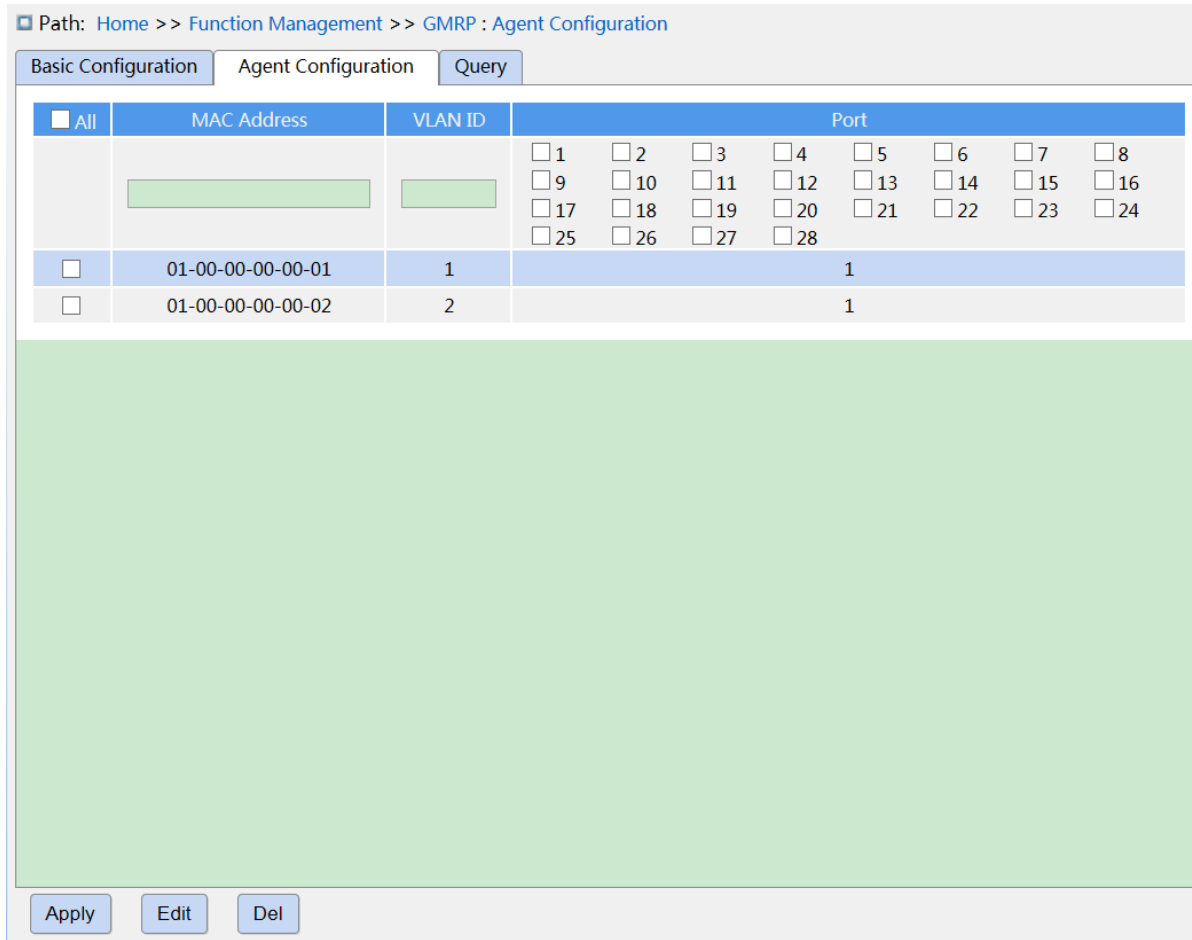 Path: Home >> Function Management >> GMRP : Agent Configuration
Basic Configuration Agent Configuration Query
All MAC Address VLAN ID Port
1 2 3 4 5 6 7 8
9 10 11 12 13 14 15 16
17 18 19 20 21 22 23 24
25 26 27 28
01-00-00-00-00-01 1 1
01-00-00-00-00-02 2 1
Apply Edit Del